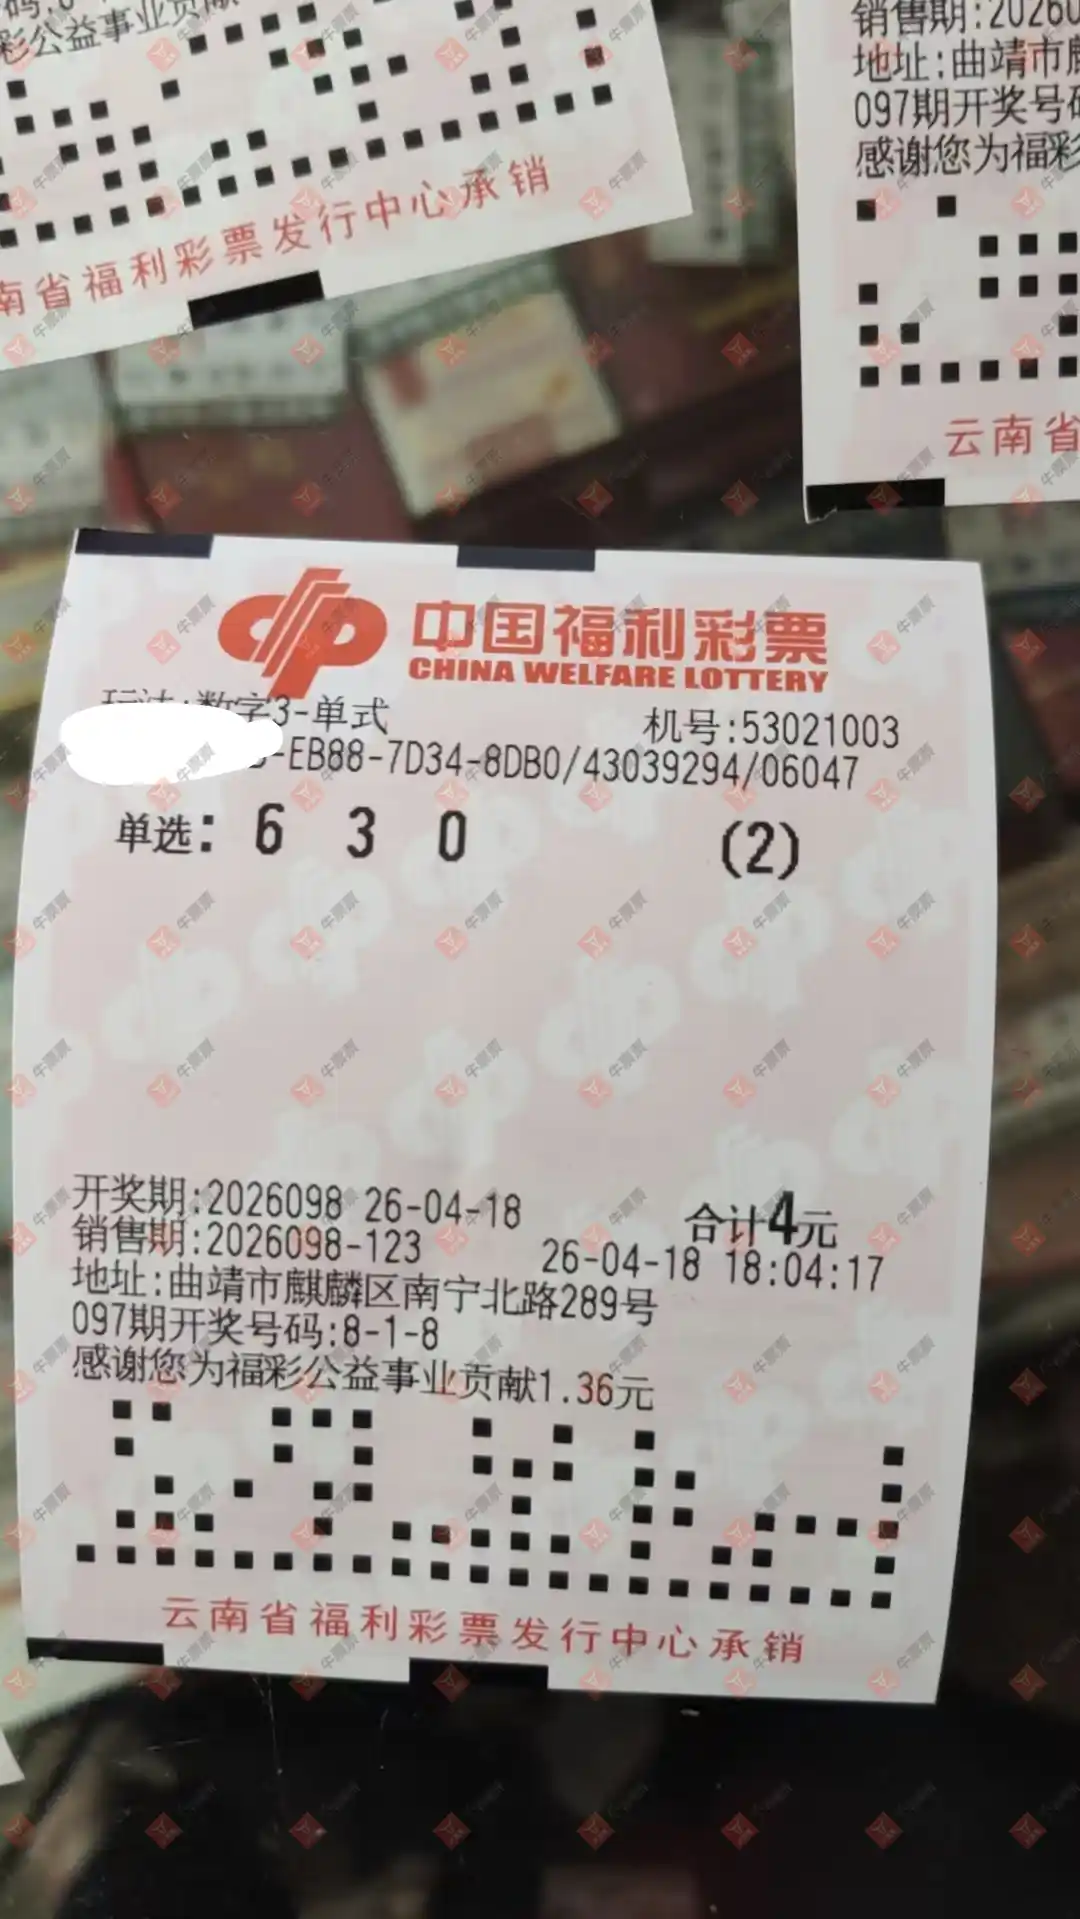 彩公益事业贡献
南省福利彩票发行中心承销
销售期:20260
地址:曲靖市麒
097期开奖号码
感谢您为福彩
云南省
中国福利彩票
CHINA WELFARE LOTTERY
玩法:数字3-单式
机号:53021003
-EB88-7D34-8DB0/43039294/06047
单选: 6 3 0 (2)
开奖期:2026098 26-04-18
合计4元
销售期:2026098-123
26-04-18 18:04:17
地址:曲靖市麒麟区南宁北路289号
097期开奖号码:8-1-8
感谢您为福彩公益事业贡献1.36元
云南省福利彩票发行中心承销
牛票票